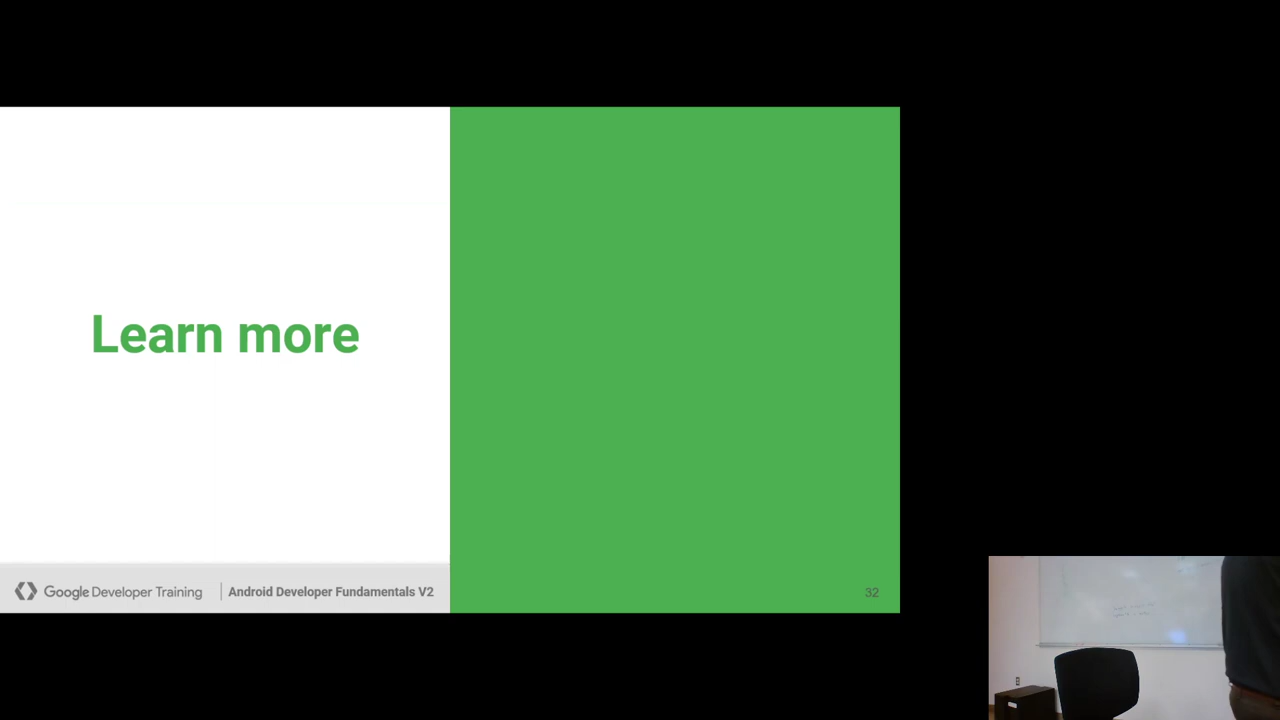 Learn more
Google Developer Training
Android Developer Fundamentals V2
32